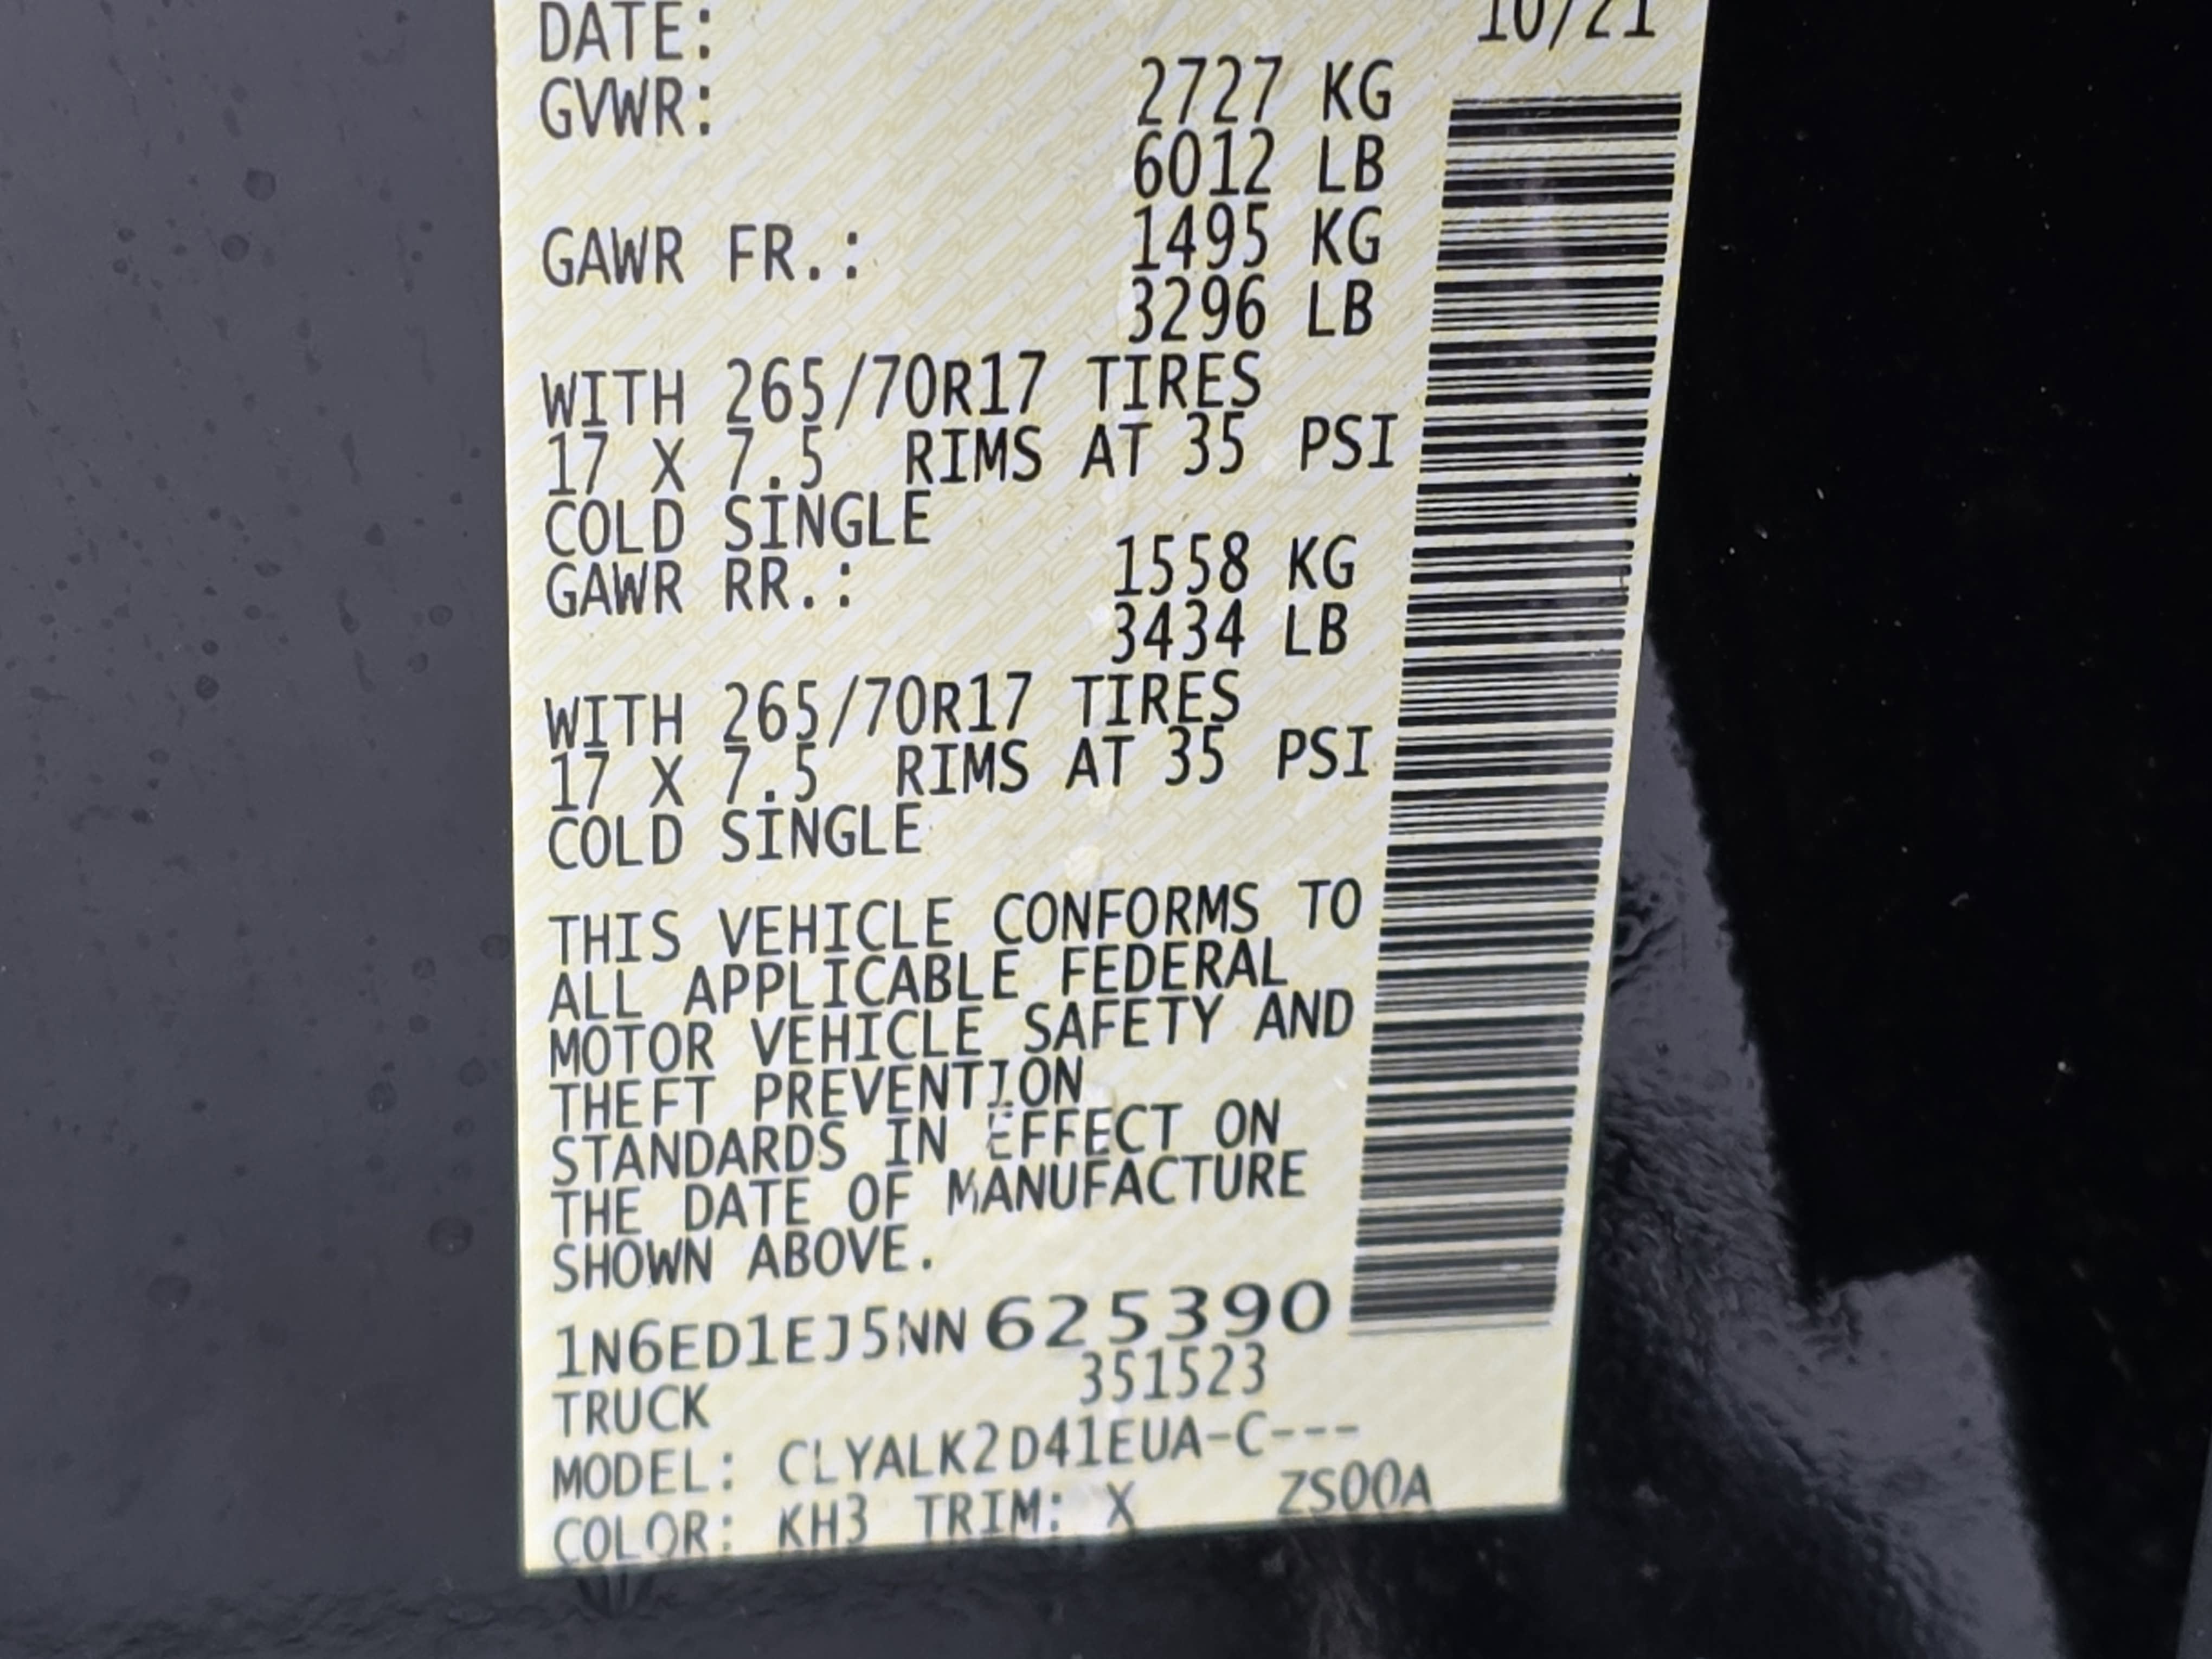 DATE: 10/21
GVWR: 2727 KG
6012 LB
GAWR FR.: 1495 KG
3296 LB
WITH 265/70R17 TIRES
17 X 7.5 RIMS AT 35 PSI
COLD SINGLE
GAWR RR.: 1558 KG
3434 LB
WITH 265/70R17 TIRES
17 X 7.5 RIMS AT 35 PSI
COLD SINGLE
THIS VEHICLE CONFORMS TO
ALL APPLICABLE FEDERAL
MOTOR VEHICLE SAFETY AND
THEFT PREVENTION
STANDARDS IN EFFECT ON
THE DATE OF MANUFACTURE
SHOWN ABOVE.
1N6ED1EJ5NN625390
TRUCK 351523
MODEL: CLYALK2D41EUA-C---
COLOR: KH3 TRIM: X ZS00A